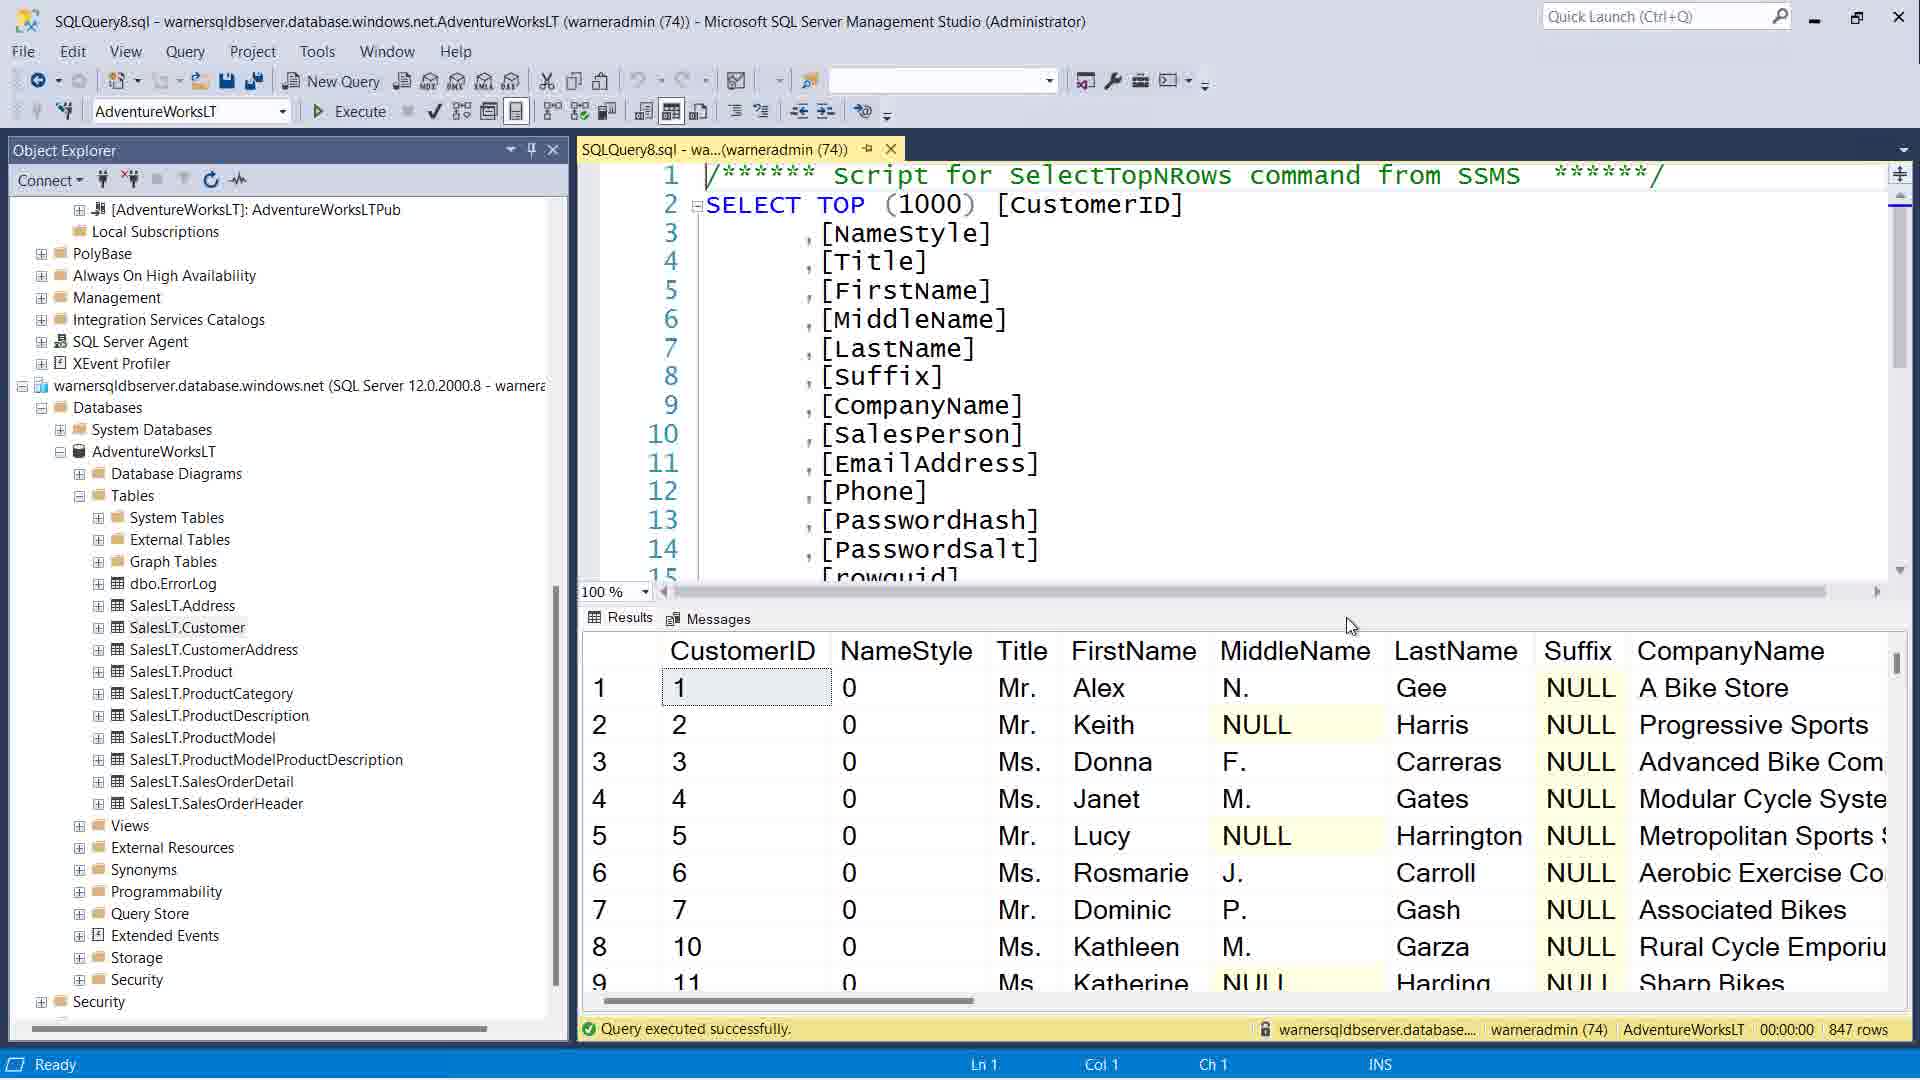 SQLQuery8.sql - warnersqldbserver.database.windows.net.AdventureWorksLT (warneradmin (74)) - Microsoft SQL Server Management Studio (Administrator)
Quick Launch (Ctrl+Q)
File Edit View Query Project Tools Window Help
New Query
AdventureWorksLT
Execute
Object Explorer
Connect
[AdventureWorksLT]: AdventureWorksLTPub
Local Subscriptions
PolyBase
Always On High Availability
Management
Integration Services Catalogs
SQL Server Agent
XEvent Profiler
warnersqldbserver.database.windows.net (SQL Server 12.0.2000.8 - warnera
Databases
System Databases
AdventureWorksLT
Database Diagrams
Tables
System Tables
External Tables
Graph Tables
dbo.ErrorLog
SalesLT.Address
SalesLT.Customer
SalesLT.CustomerAddress
SalesLT.Product
SalesLT.ProductCategory
SalesLT.ProductDescription
SalesLT.ProductModel
SalesLT.ProductModelProductDescription
SalesLT.SalesOrderDetail
SalesLT.SalesOrderHeader
Views
External Resources
Synonyms
Programmability
Query Store
Extended Events
Storage
Security
Security
SQLQuery8.sql - wa...(warneradmin (74))
1 /****** Script for SelectTopNRows command from SSMS ******/
2 SELECT TOP (1000) [CustomerID]
3 ,[NameStyle]
4 ,[Title]
5 ,[FirstName]
6 ,[MiddleName]
7 ,[LastName]
8 ,[Suffix]
9 ,[CompanyName]
10 ,[SalesPerson]
11 ,[EmailAddress]
12 ,[Phone]
13 ,[PasswordHash]
14 ,[PasswordSalt]
15 [rowguid]
100 %
Results Messages
CustomerID NameStyle Title FirstName MiddleName LastName Suffix CompanyName
1 1 0 Mr. Alex N. Gee NULL A Bike Store
2 2 0 Mr. Keith NULL Harris NULL Progressive Sports
3 3 0 Ms. Donna F. Carreras NULL Advanced Bike Com
4 4 0 Ms. Janet M. Gates NULL Modular Cycle Syste
5 5 0 Mr. Lucy NULL Harrington NULL Metropolitan Sports S
6 6 0 Ms. Rosmarie J. Carroll NULL Aerobic Exercise Co
7 7 0 Mr. Dominic P. Gash NULL Associated Bikes
8 10 0 Ms. Kathleen M. Garza NULL Rural Cycle Emporiu
9 11 0 Ms. Katherine NULL Harding NULL Sharp Bikes
Query executed successfully.
warnersqldbserver.database.... warneradmin (74) AdventureWorksLT 00:00:00 847 rows
Ready Ln 1 Col 1 Ch 1 INS